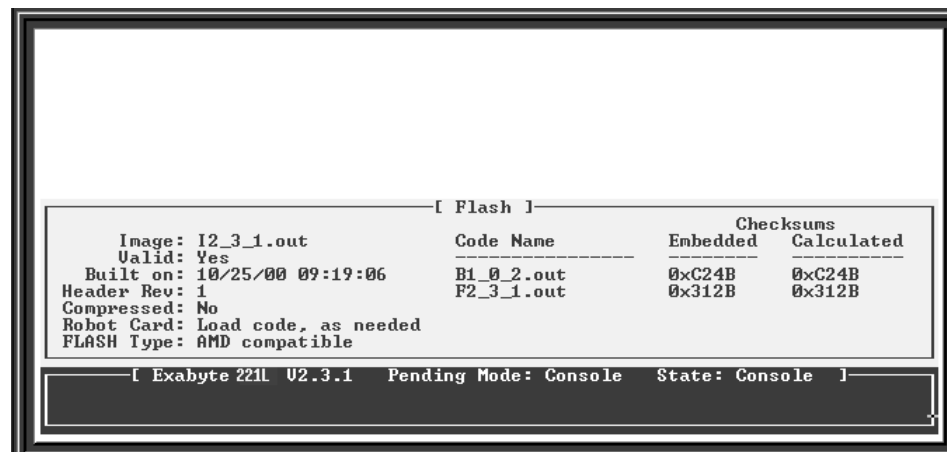 [ Flash ]
Checksums
Image: I2_3_1.out Code Name Embedded Calculated
Valid: Yes ---------------- -------- ----------
Built on: 10/25/00 09:19:06 B1_0_2.out 0xC24B 0xC24B
Header Rev: 1 F2_3_1.out 0x312B 0x312B
Compressed: No
Robot Card: Load code, as needed
FLASH Type: AMD compatible
[ Exabyte 221L V2.3.1 Pending Mode: Console State: Console ]